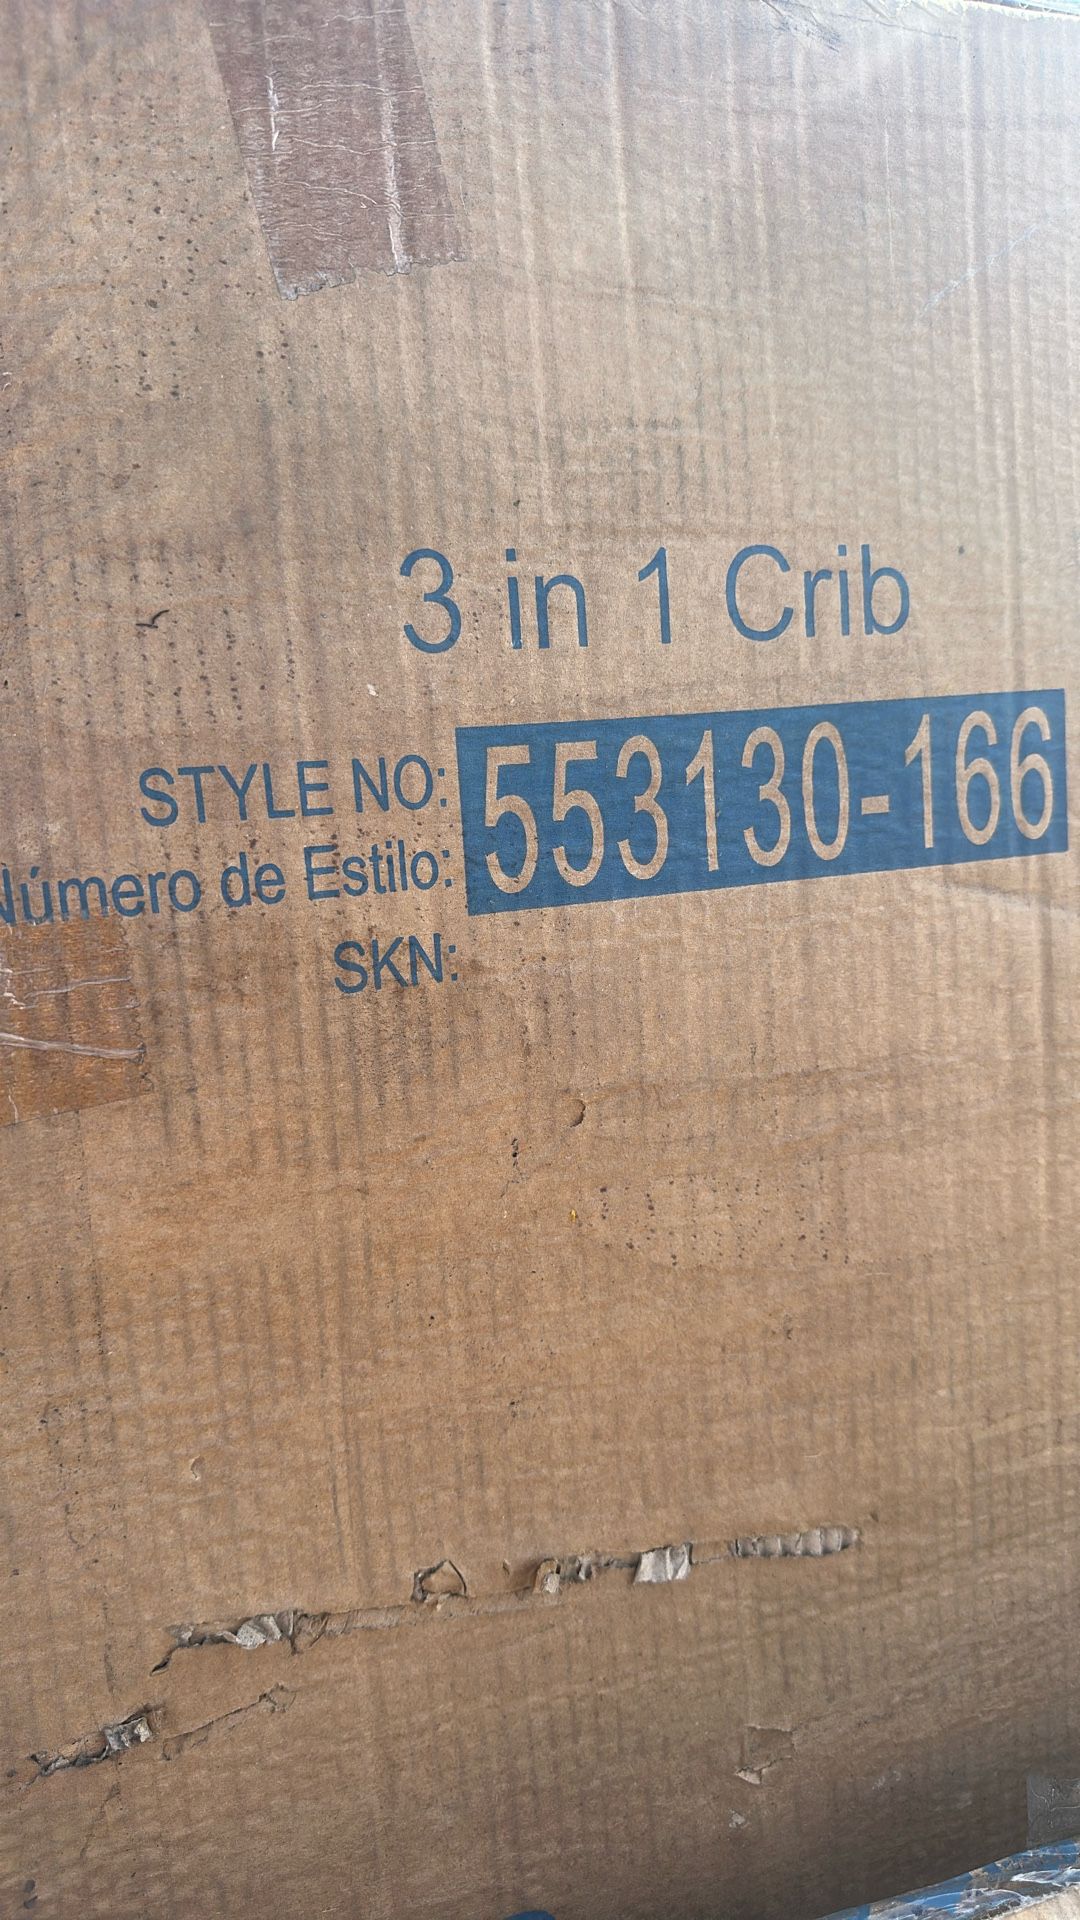 3 in 1 Crib
STYLE NO: 553130-166
Número de Estilo:
SKN: